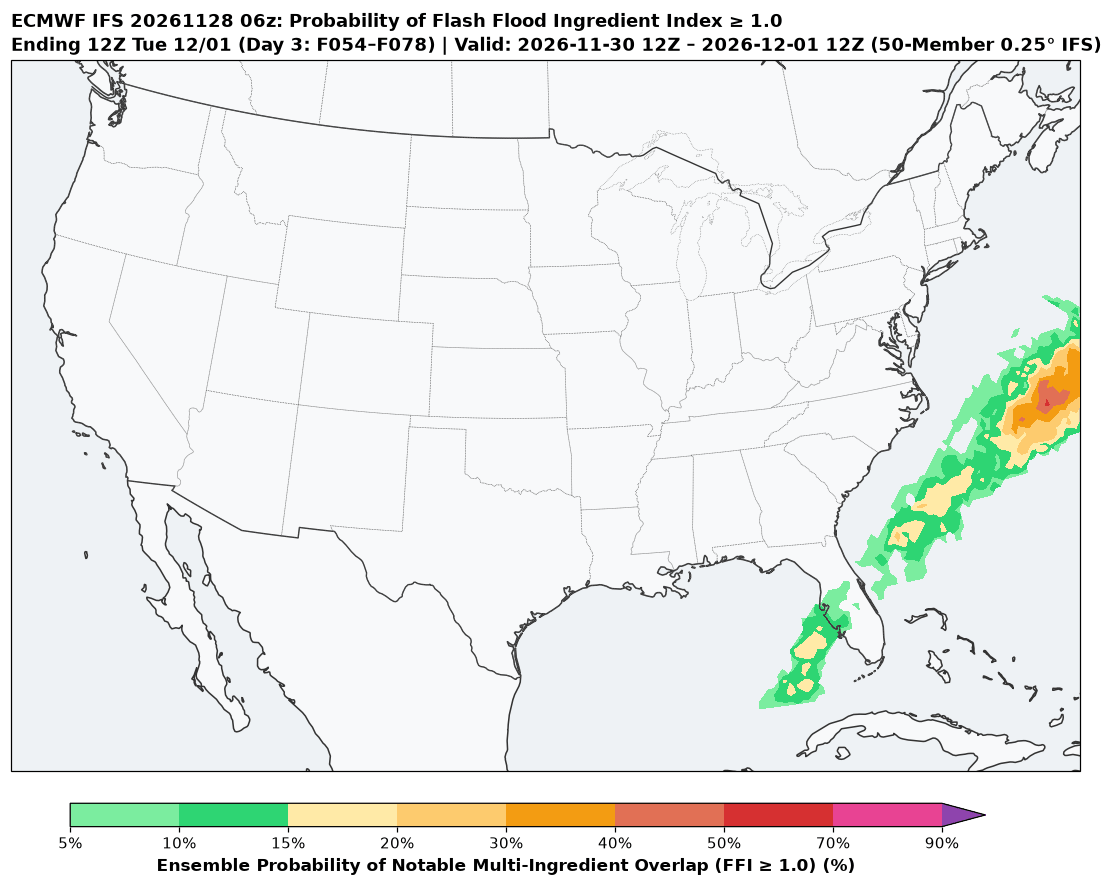 ECMWF IFS 20261128 06z: Probability of Flash Flood Ingredient Index ≥ 1.0
Ending 12Z Tue 12/01 (Day 3: F054–F078) | Valid: 2026-11-30 12Z – 2026-12-01 12Z (50-Member 0.25° IFS)
5% 10% 15% 20% 30% 40% 50% 70% 90%
Ensemble Probability of Notable Multi-Ingredient Overlap (FFI ≥ 1.0) (%)